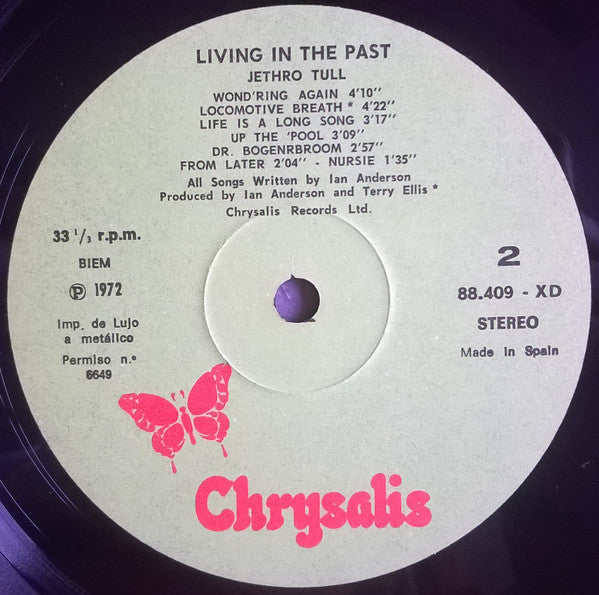 LIVING IN THE PAST
JETHRO TULL
WOND'RING AGAIN 4'10''
LOCOMOTIVE BREATH * 4'22''
LIFE IS A LONG SONG 3'17''
UP THE 'POOL 3'09''
DR. BOGENRBROOM 2'57''
FROM LATER 2'04'' - NURSIE 1'35''
All Songs Written by Ian Anderson
Produced by Ian Anderson and Terry Ellis *
Chrysalis Records Ltd.
33 1/3 r.p.m.
BIEM
Ⓟ 1972
Imp. de Lujo
a metálico
Permiso n.º
6649
2
88.409 - XD
STEREO
Made in Spain
Chrysalis